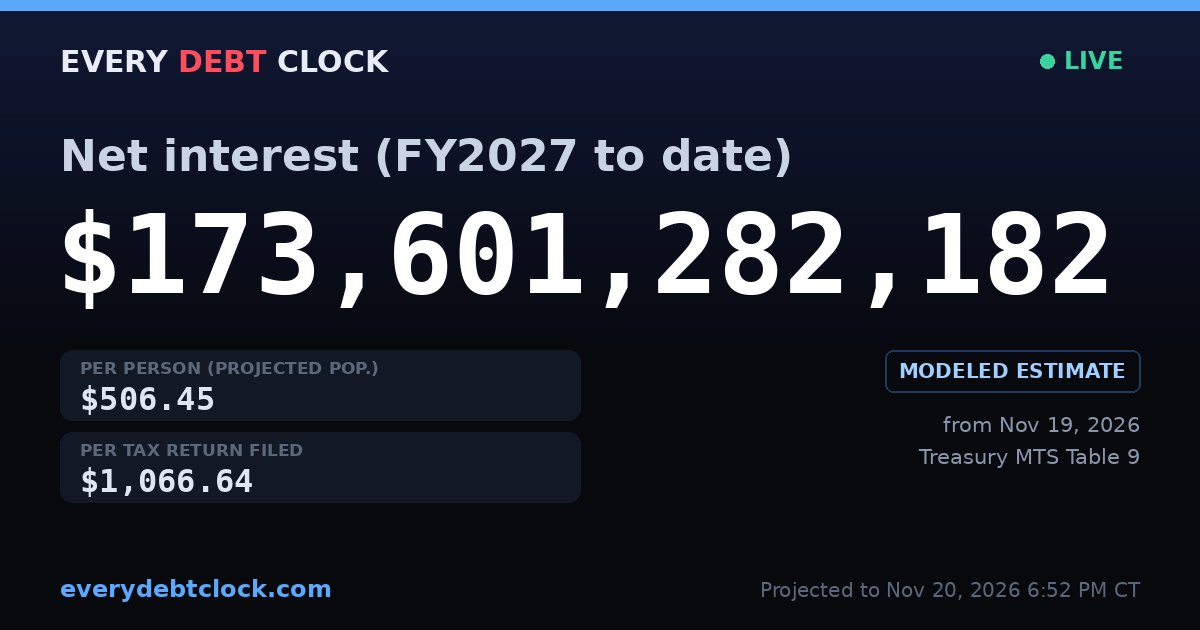 EVERY DEBT CLOCK
LIVE
Net interest (FY2027 to date)
$173,601,282,182
PER PERSON (PROJECTED POP.)
$506.45
PER TAX RETURN FILED
$1,066.64
MODELED ESTIMATE
from Nov 19, 2026
Treasury MTS Table 9
everydebtclock.com
Projected to Nov 20, 2026 6:52 PM CT